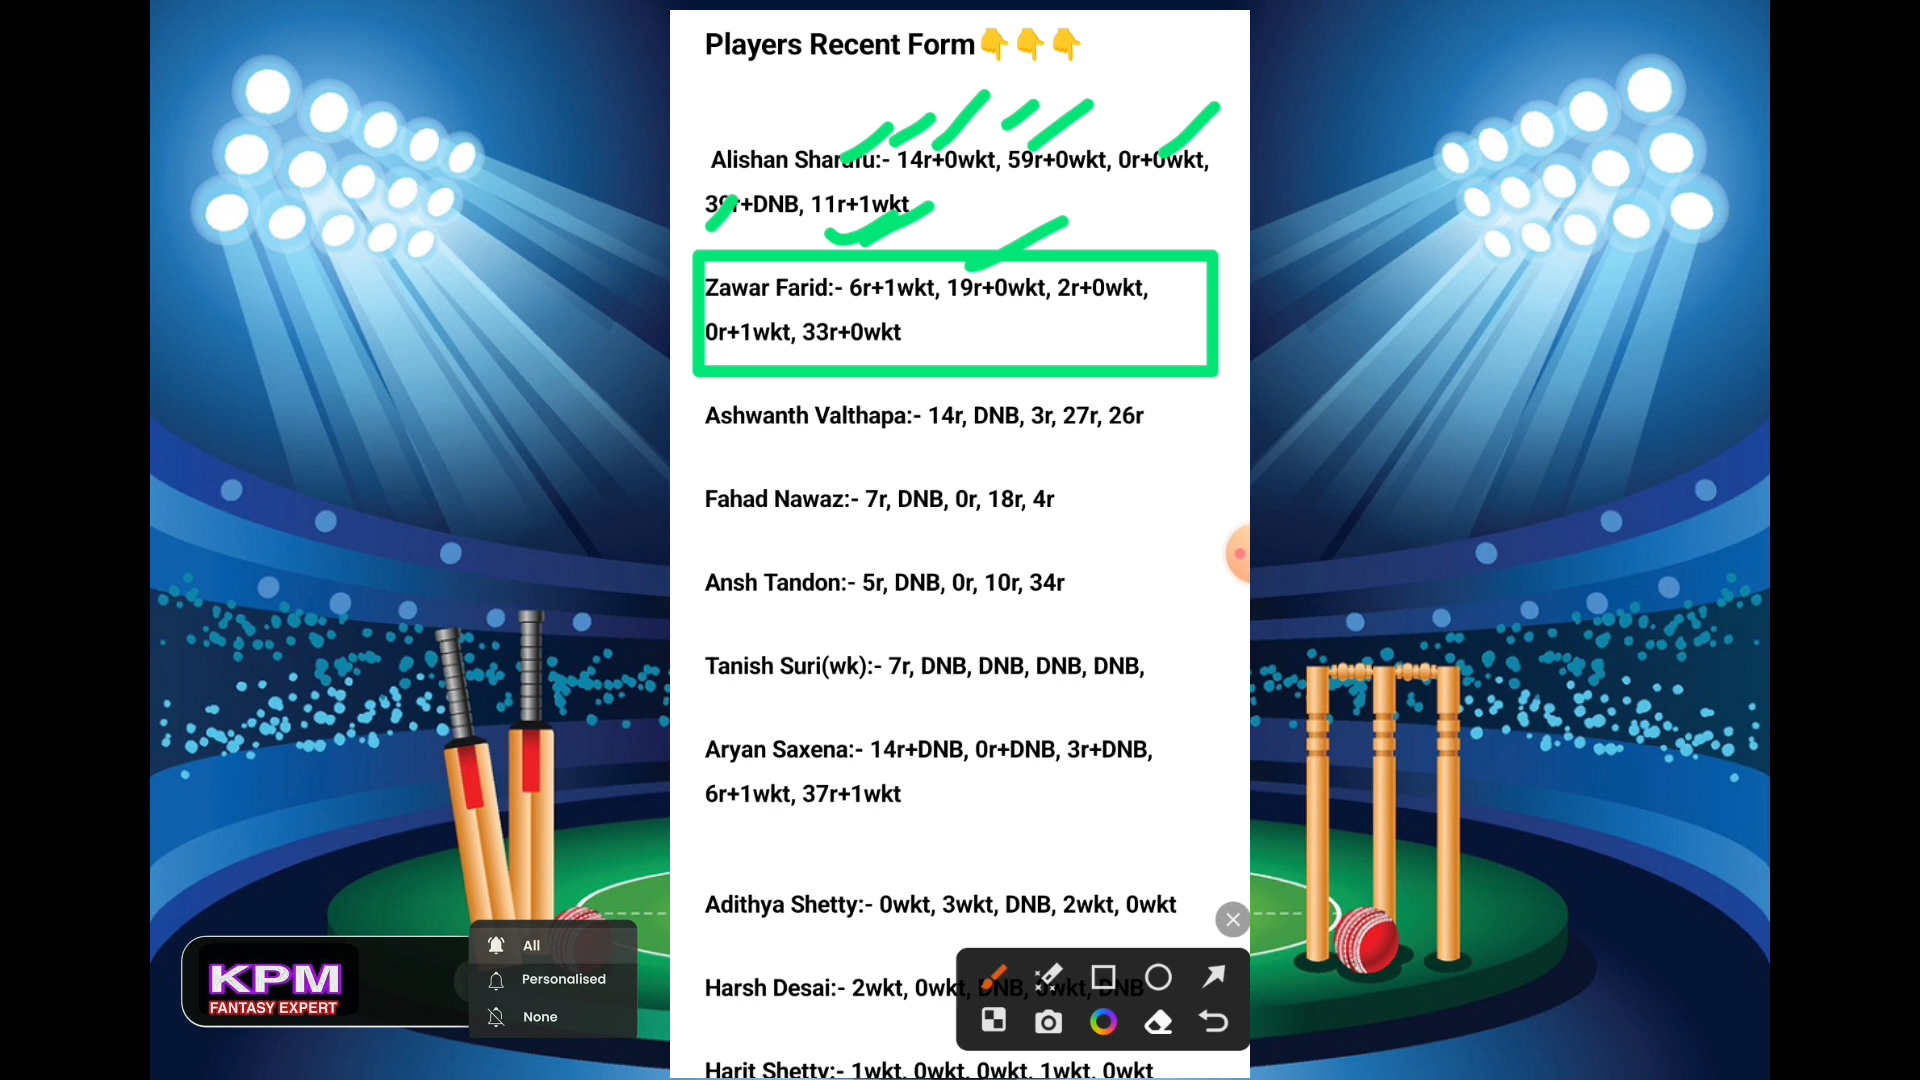 Players Recent Form👇👇👇
Alishan Sharafu:- 14r+0wkt, 59r+0wkt, 0r+0wkt,
39r+DNB, 11r+1wkt
Zawar Farid:- 6r+1wkt, 19r+0wkt, 2r+0wkt,
0r+1wkt, 33r+0wkt
Ashwanth Valthapa:- 14r, DNB, 3r, 27r, 26r
Fahad Nawaz:- 7r, DNB, 0r, 18r, 4r
Ansh Tandon:- 5r, DNB, 0r, 10r, 34r
Tanish Suri(wk):- 7r, DNB, DNB, DNB, DNB,
Aryan Saxena:- 14r+DNB, 0r+DNB, 3r+DNB,
6r+1wkt, 37r+1wkt
Adithya Shetty:- 0wkt, 3wkt, DNB, 2wkt, 0wkt
Harsh Desai:- 2wkt, 0wkt, DNB, DNB
Harit Shetty:- 1wkt, 0wkt, 0wkt, 1wkt, 0wkt
KPM
FANTASY EXPERT
All
Personalised
None